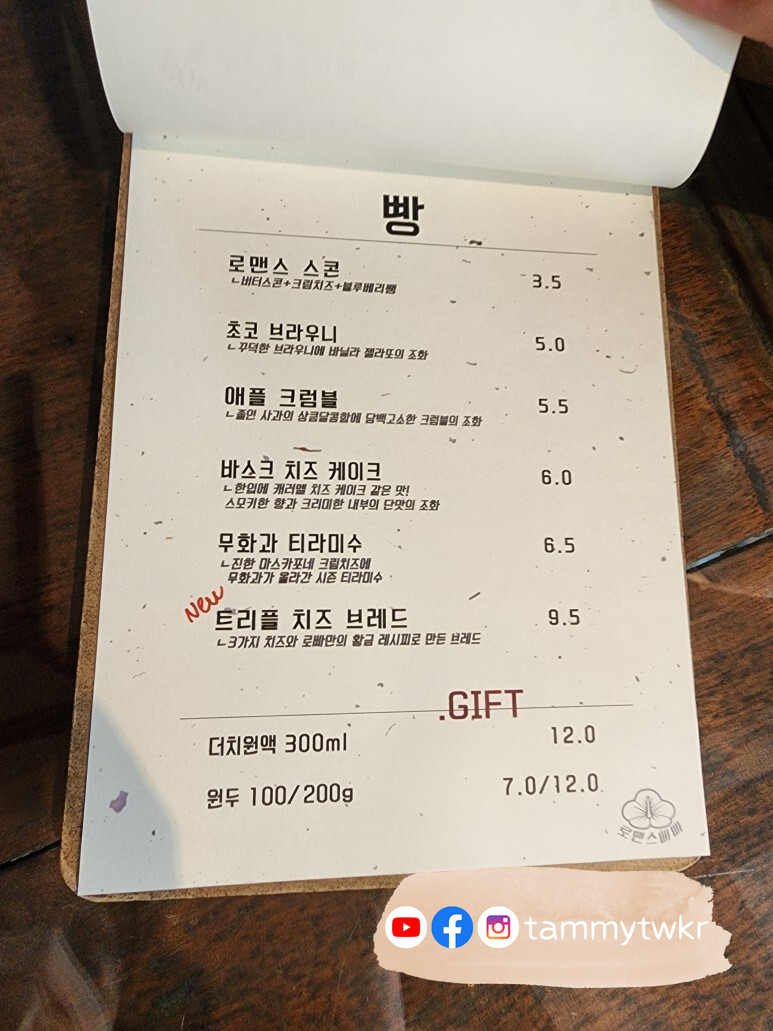 빵
로맨스 스콘 3.5
ㄴ버터스콘+크림치즈+블루베리쨈
초코 브라우니 5.0
ㄴ꾸덕한 브라우니에 바닐라 젤라또의 조화
애플 크럼블 5.5
ㄴ졸인 사과의 상큼달콤함에 담백고소한 크럼블의 조화
바스크 치즈 케이크 6.0
ㄴ한입에 캐러멜 치즈 케이크 같은 맛!
스모키한 향과 크리미한 내부의 단맛의 조화
무화과 티라미수 6.5
ㄴ진한 마스카포네 크림치즈에
무화과가 올라간 시즌 티라미수
New
트리플 치즈 브레드 9.5
ㄴ3가지 치즈와 로빠만의 황금 레시피로 만든 브레드
.GIFT
더치원액 300ml 12.0
원두 100/200g 7.0/12.0
로맨스빠빠
tammytwkr